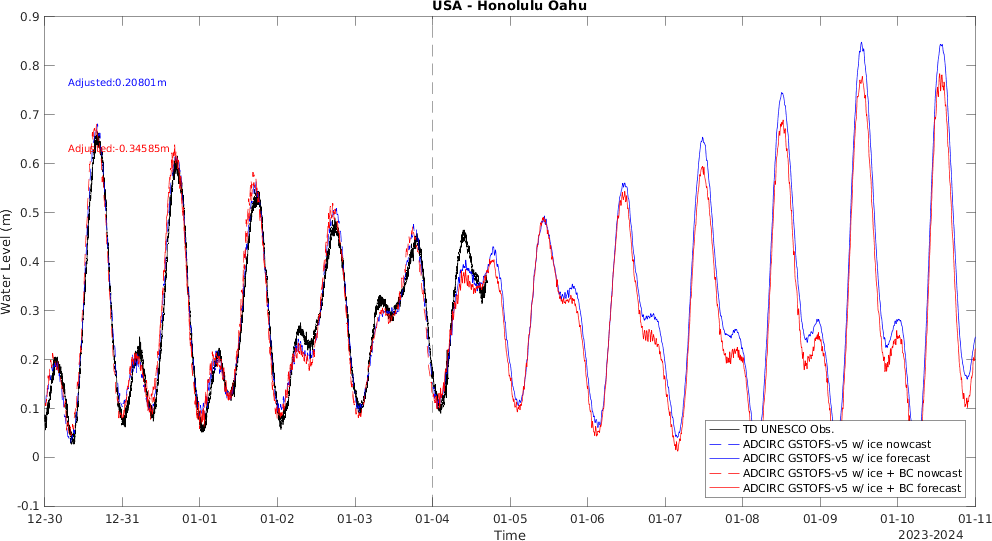 USA - Honolulu Oahu
0.9
0.8
0.7
0.6
0.5
0.4
0.3
0.2
0.1
0
-0.1
Water Level (m)
Adjusted:0.20801m
Adjusted:-0.34585m
TD UNESCO Obs.
ADCIRC GSTOFS-v5 w/ ice nowcast
ADCIRC GSTOFS-v5 w/ ice forecast
ADCIRC GSTOFS-v5 w/ ice + BC nowcast
ADCIRC GSTOFS-v5 w/ ice + BC forecast
12-30 12-31 01-01 01-02 01-03 01-04 01-05 01-06 01-07 01-08 01-09 01-10 01-11
Time
2023-2024